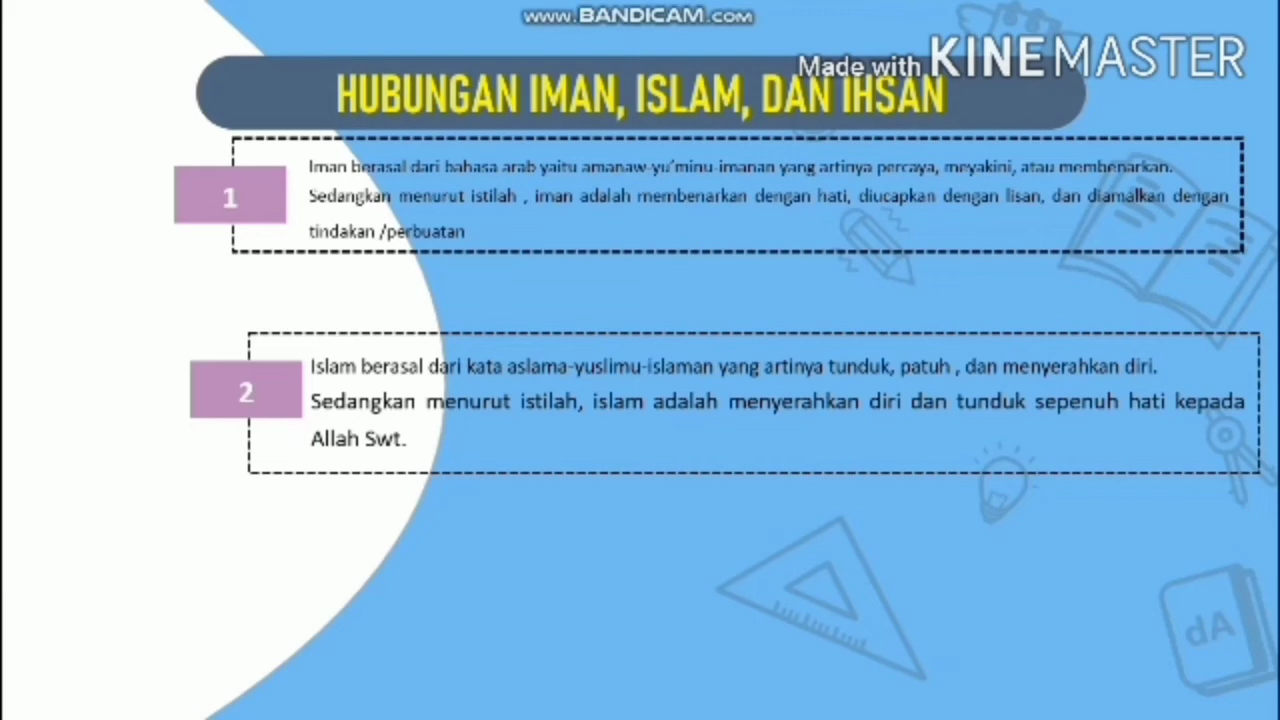 www.BANDICAM.com
Made with KINEMASTER
HUBUNGAN IMAN, ISLAM, DAN IHSAN
1
Iman berasal dari bahasa arab yaitu amanaw-yu'minu-imanan yang artinya percaya, meyakini, atau membenarkan.
Sedangkan menurut istilah , iman adalah membenarkan dengan hati, diucapkan dengan lisan, dan diamalkan dengan
tindakan /perbuatan
2
Islam berasal dari kata aslama-yuslimu-islaman yang artinya tunduk, patuh , dan menyerahkan diri.
Sedangkan menurut istilah, islam adalah menyerahkan diri dan tunduk sepenuh hati kepada
Allah Swt.
dA